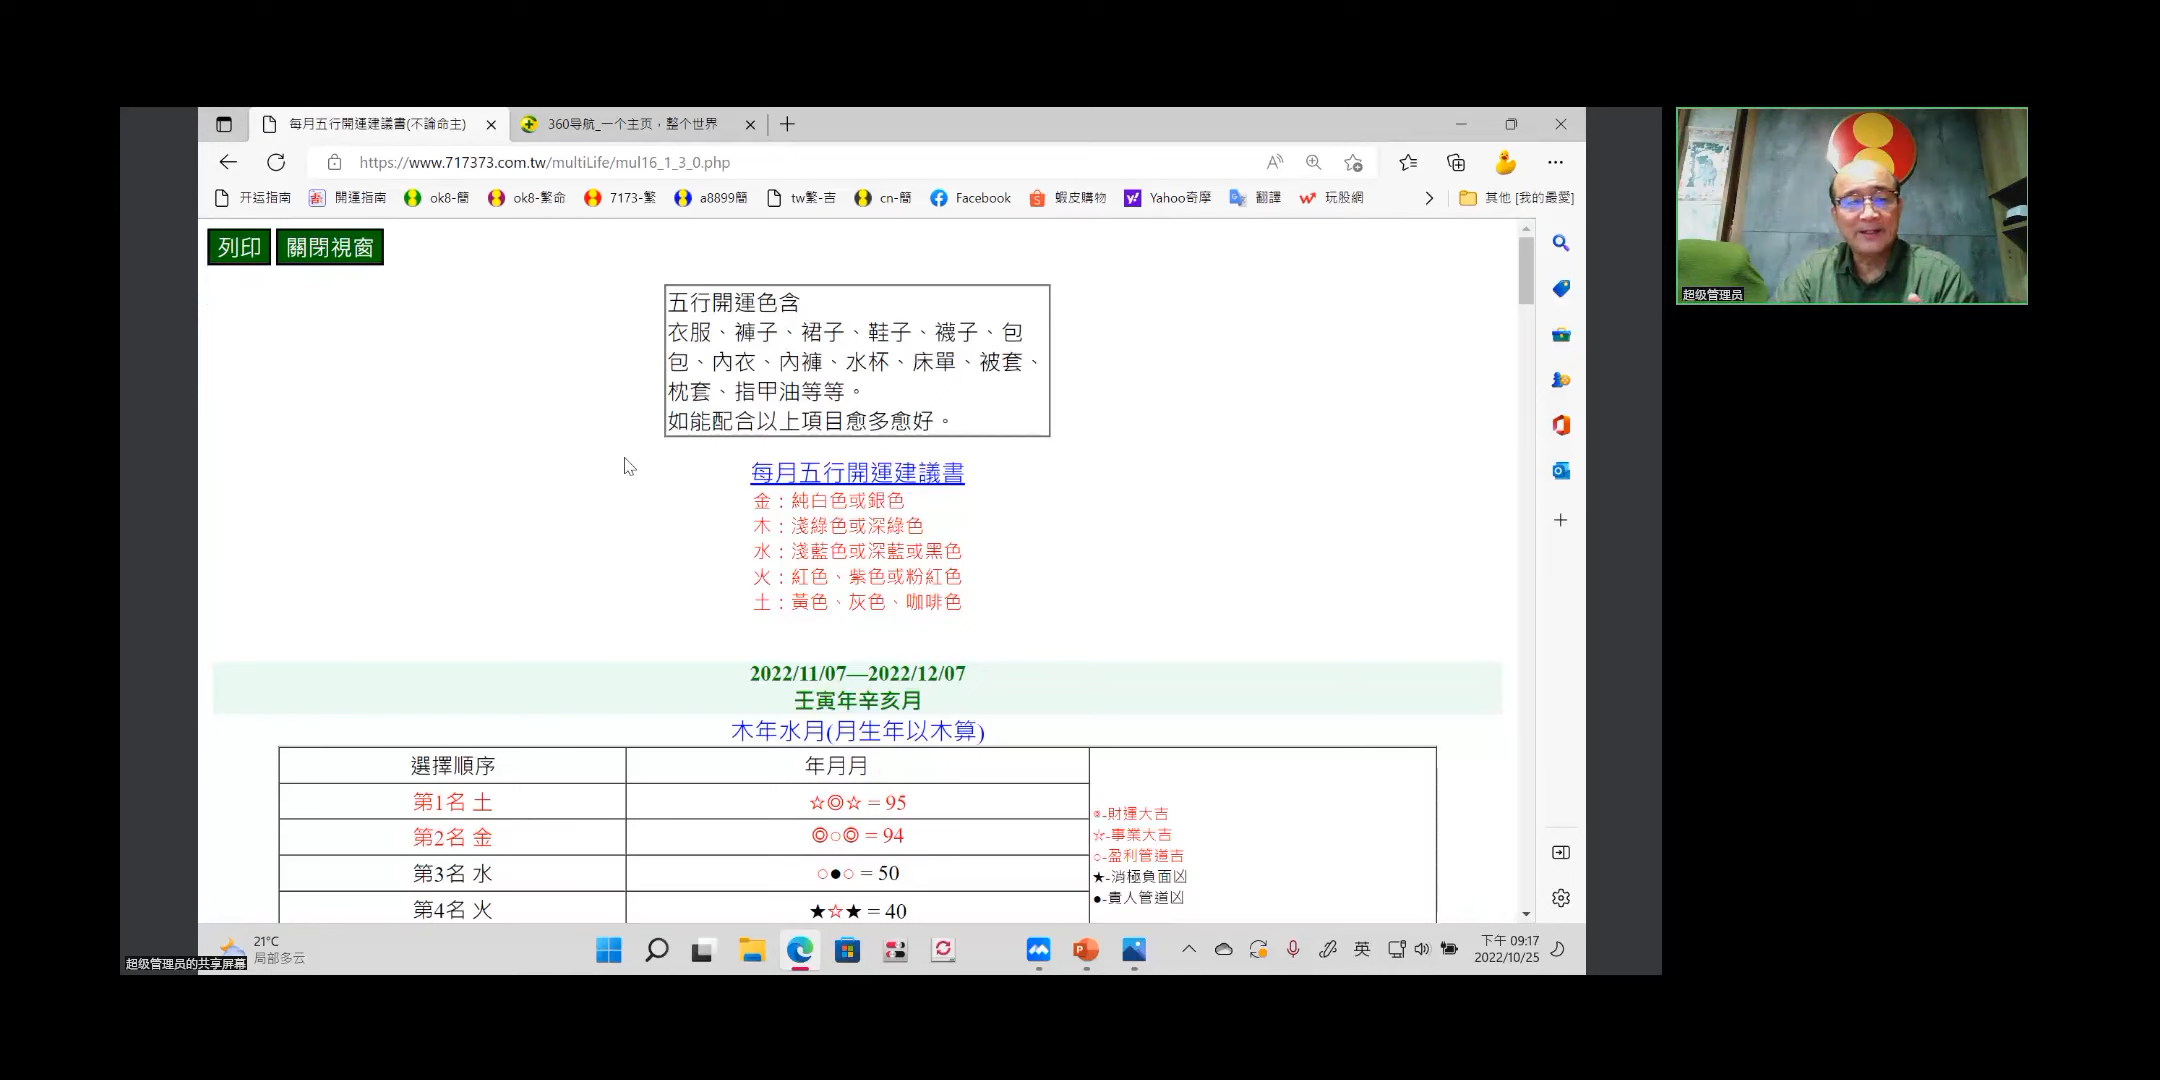 每月五行開運建議書(不論命主)
360导航_一个主页，整个世界
https://www.717373.com.tw/multiLife/mul16_1_3_0.php
开运指南 開運指南 ok8-簡 ok8-繁命 7173-繁 a8899簡 tw繁-吉 cn-簡 Facebook 蝦皮購物 Yahoo奇摩 翻譯 玩股網 其他 [我的最愛]
列印 關閉視窗
五行開運色含
衣服、褲子、裙子、鞋子、襪子、包
包、內衣、內褲、水杯、床單、被套、
枕套、指甲油等等。
如能配合以上項目愈多愈好。
每月五行開運建議書
金：純白色或銀色
木：淺綠色或深綠色
水：淺藍色或深藍或黑色
火：紅色、紫色或粉紅色
土：黃色、灰色、咖啡色
2022/11/07—2022/12/07
壬寅年辛亥月
木年水月(月生年以木算)
選擇順序 年月月
第1名 土 ☆◎☆ = 95
第2名 金 ◎○◎ = 94
第3名 水 ○●○ = 50
第4名 火 ★☆★ = 40
◎-財運大吉
☆-事業大吉
○-盈利管道吉
★-消極負面凶
●-貴人管道凶
21°C
局部多云
超级管理员的共享屏幕
英
下午 09:17
2022/10/25
超级管理员